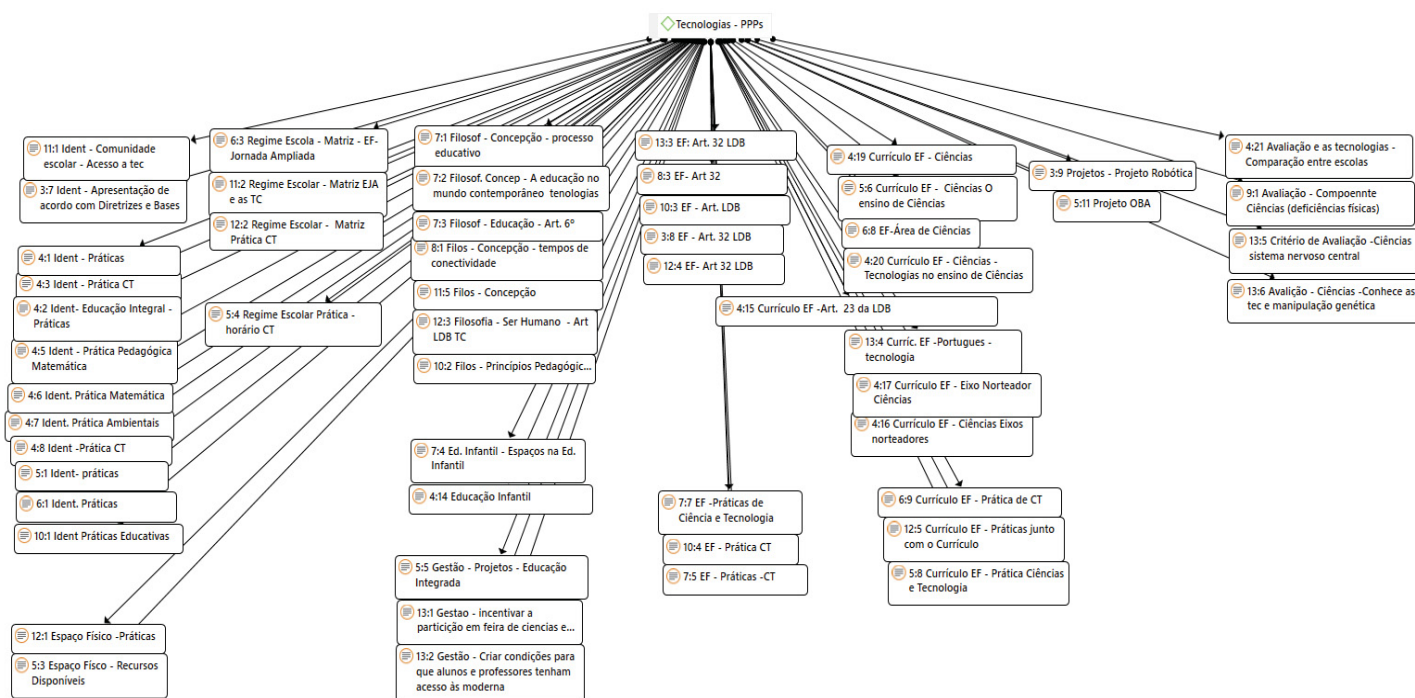 Tecnologias - PPPs
11:1 Ident - Comunidade
escolar - Acesso a tec
3:7 Ident - Apresentação de
acordo com Diretrizes e Bases
4:1 Ident - Práticas
4:3 Ident - Prática CT
4:2 Ident- Educação Integral -
Práticas
4:5 Ident - Prática Pedagógica
Matemática
4:6 Ident. Prática Matemática
4:7 Ident. Prática Ambientais
4:8 Ident -Prática CT
5:1 Ident- práticas
6:1 Ident. Práticas
10:1 Ident Práticas Educativas
12:1 Espaço Físico -Práticas
5:3 Espaço Físco - Recursos
Disponíveis
6:3 Regime Escola - Matriz - EF-
Jornada Ampliada
11:2 Regime Escolar - Matriz EJA
e as TC
12:2 Regime Escolar - Matriz
Prática CT
5:4 Regime Escolar Prática -
horário CT
7:1 Filosof - Concepção - processo
educativo
7:2 Filosof. Concep - A educação no
mundo contemporâneo tenologias
7:3 Filosof - Educação - Art. 6º
8:1 Filos - Concepção - tempos de
conectividade
11:5 Filos - Concepção
12:3 Filosofia - Ser Humano - Art
LDB TC
10:2 Filos - Princípios Pedagógic...
7:4 Ed. Infantil - Espaços na Ed.
Infantil
4:14 Educação Infantil
5:5 Gestão - Projetos - Educação
Integrada
13:1 Gestao - incentivar a
particição em feira de ciencias e...
13:2 Gestão - Criar condições para
que alunos e professores tenham
acesso às moderna
13:3 EF: Art. 32 LDB
8:3 EF- Art 32
10:3 EF - Art. LDB
3:8 EF - Art. 32 LDB
12:4 EF- Art 32 LDB
7:7 EF -Práticas de
Ciência e Tecnologia
10:4 EF - Prática CT
7:5 EF - Práticas -CT
4:19 Currículo EF - Ciências
5:6 Currículo EF - Ciências O
ensino de Ciências
6:8 EF-Área de Ciências
4:20 Currículo EF - Ciências -
Tecnologias no ensino de Ciências
4:15 Currículo EF -Art. 23 da LDB
13:4 Curríc. EF -Portugues -
tecnologia
4:17 Currículo EF - Eixo Norteador
Ciências
4:16 Currículo EF - Ciências Eixos
norteadores
6:9 Currículo EF - Prática de CT
12:5 Currículo EF - Práticas junto
com o Currículo
5:8 Currículo EF - Prática Ciências
e Tecnologia
3:9 Projetos - Projeto Robótica
5:11 Projeto OBA
4:21 Avaliação e as tecnologias -
Comparação entre escolas
9:1 Avaliação - Compoennte
Ciências (deficiências físicas)
13:5 Critério de Avaliação -Ciências
sistema nervoso central
13:6 Avalição - Ciências -Conhece as
tec e manipulação genética